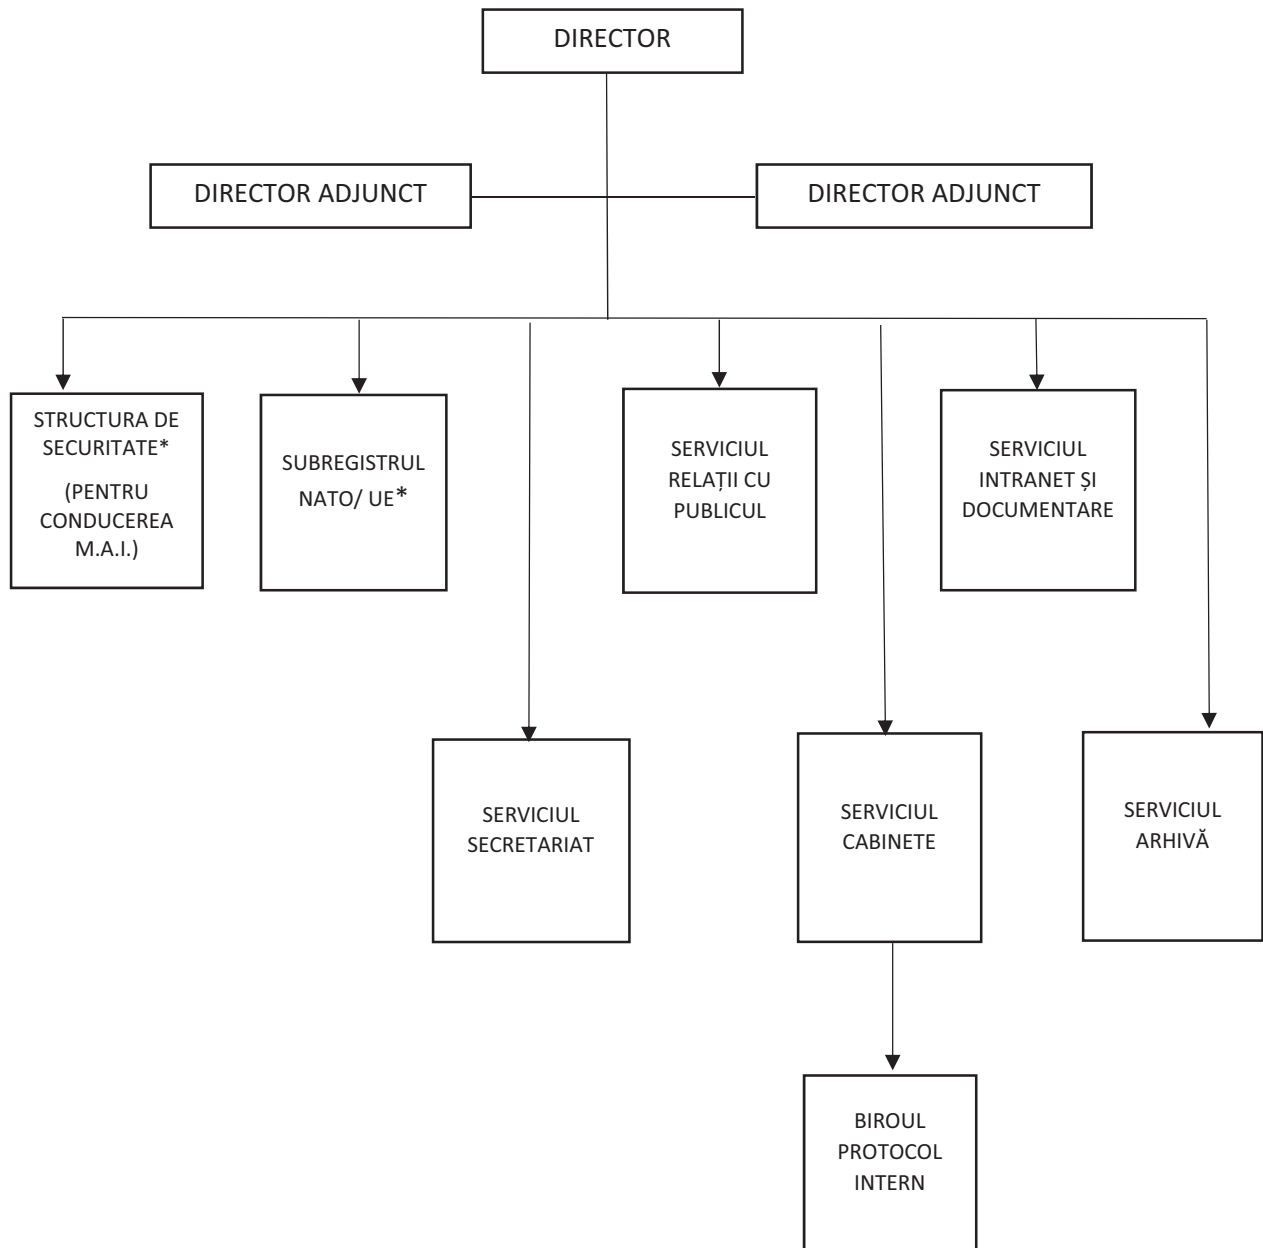 DIRECTOR
DIRECTOR ADJUNCT
DIRECTOR ADJUNCT
STRUCTURA DE
SECURITATE*
(PENTRU
CONDUCEREA
M.A.I.)
SUBREGISTRUL
NATO/ UE*
SERVICIUL
RELAȚII CU
PUBLICUL
SERVICIUL
INTRANET ȘI
DOCUMENTARE
SERVICIUL
SECRETARIAT
SERVICIUL
CABINETE
SERVICIUL
ARHIVĂ
BIROUL
PROTOCOL
INTERN